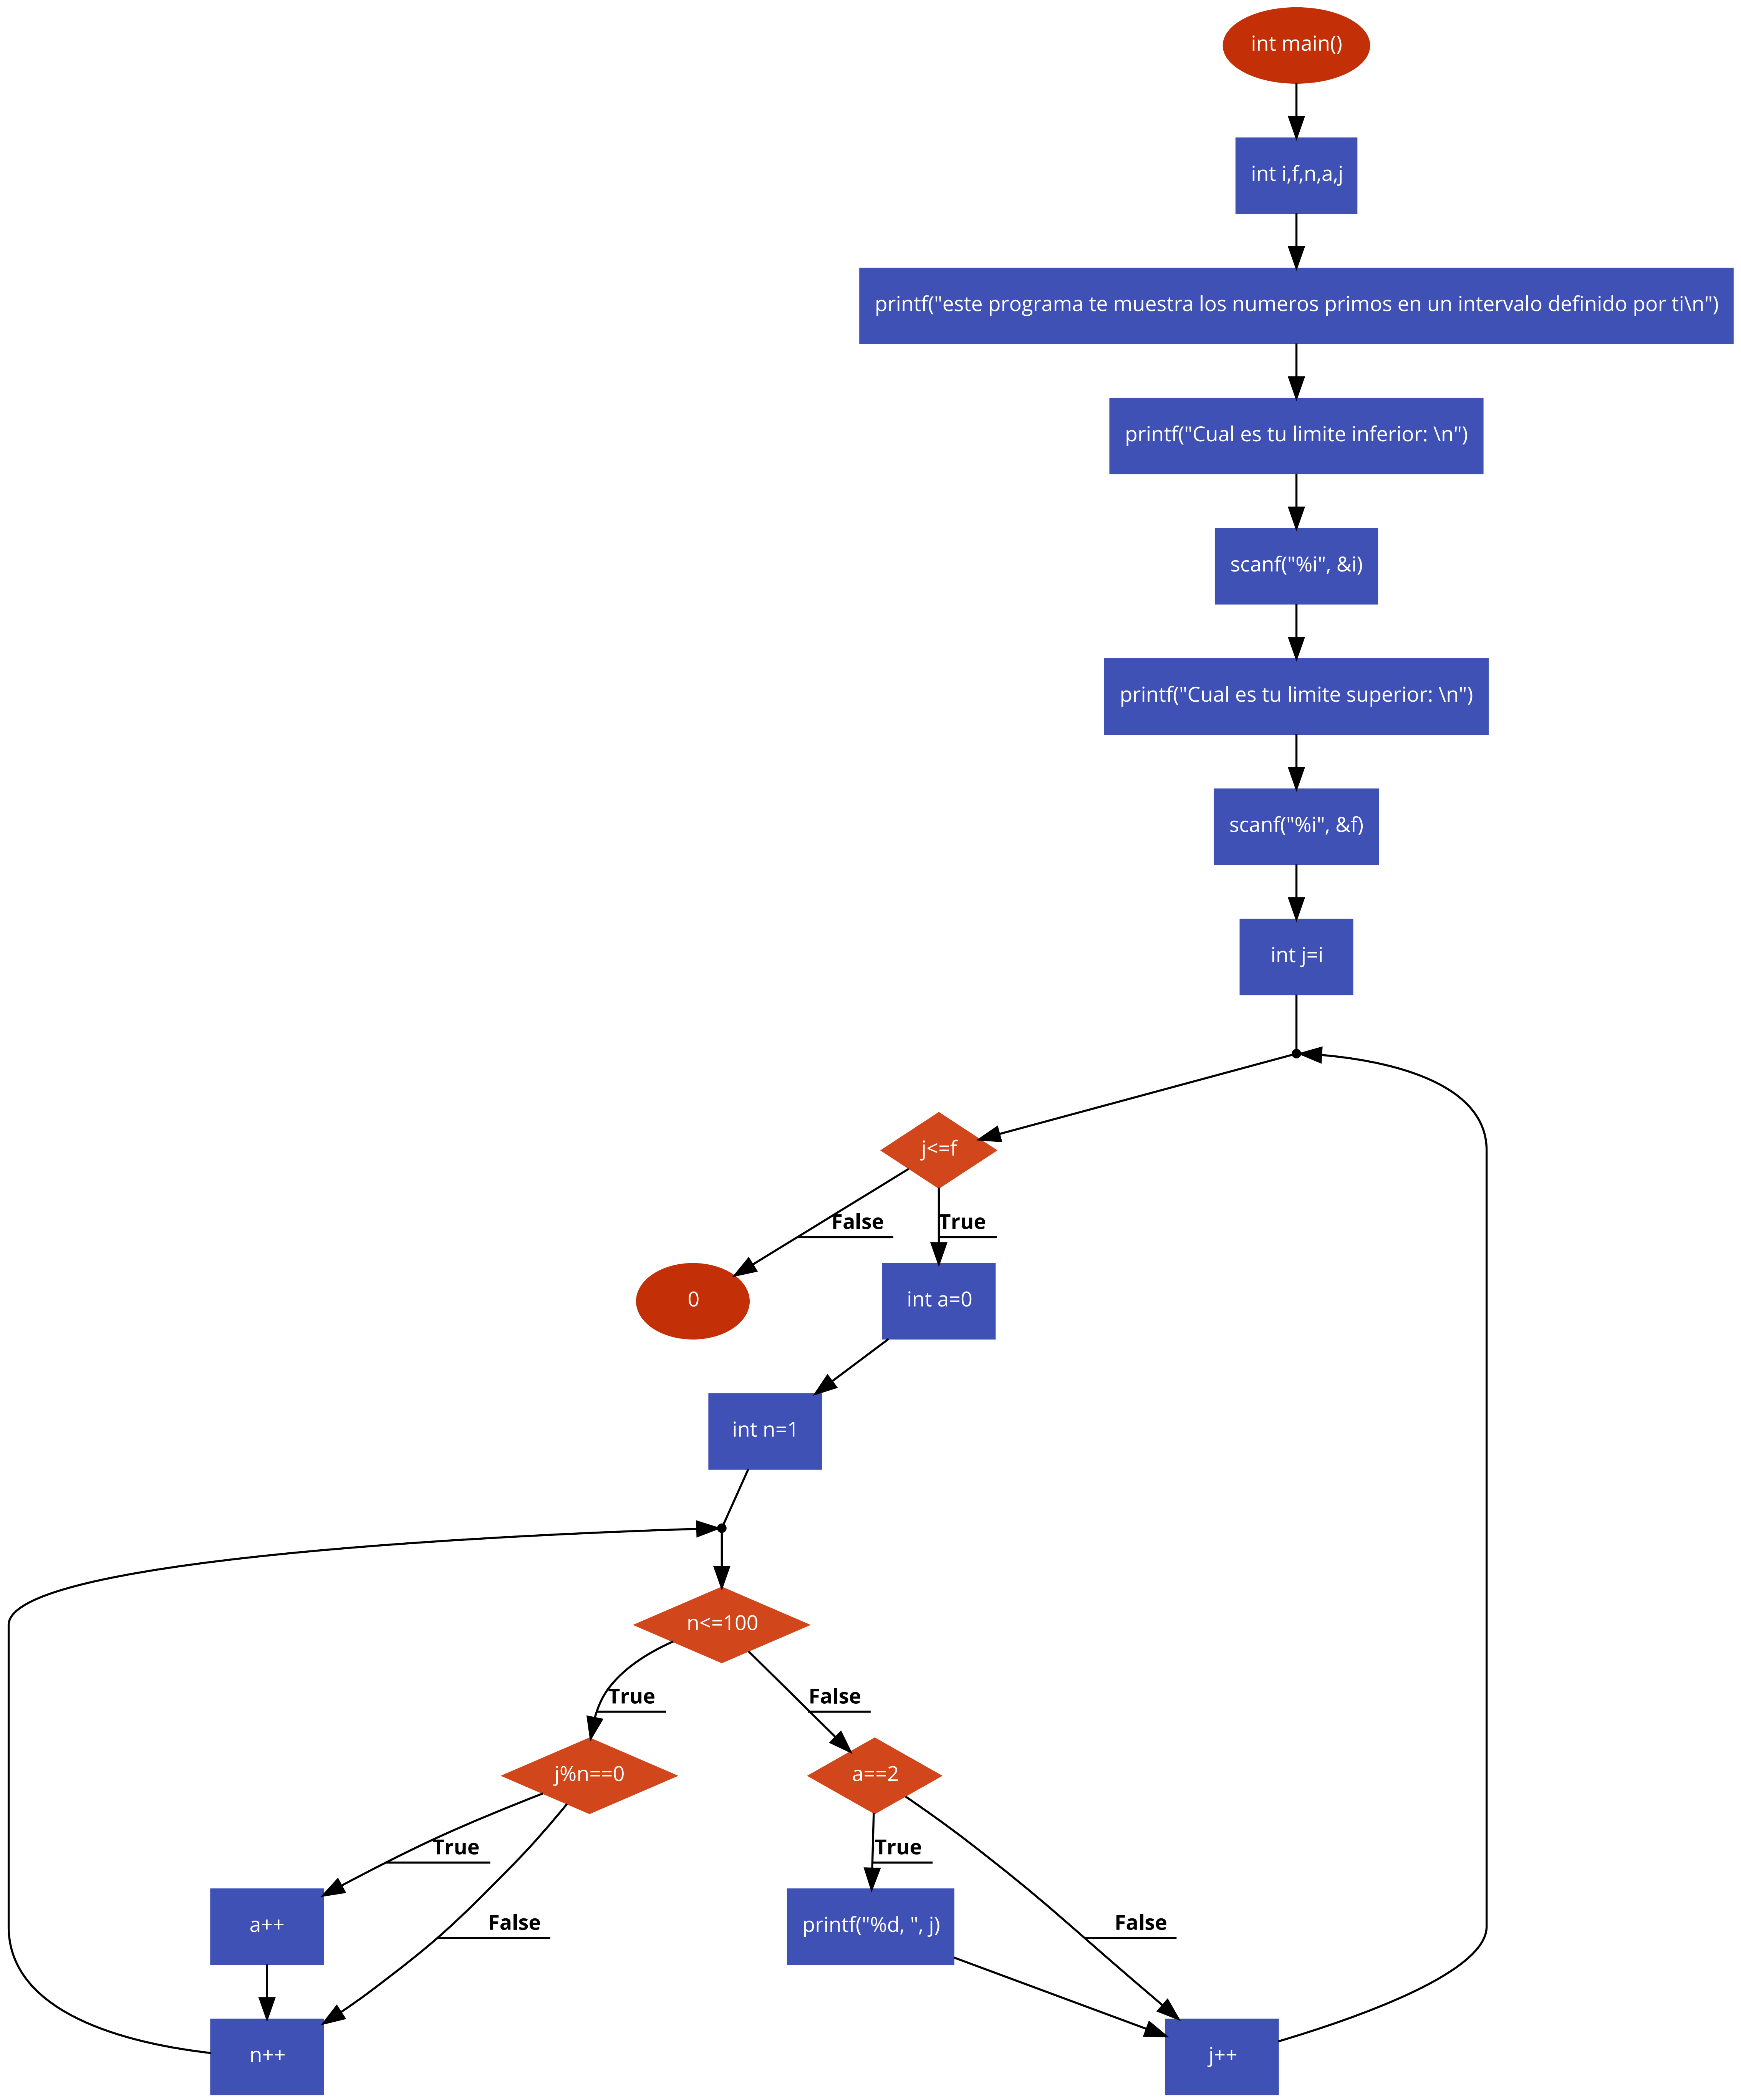 int main()
int i,f,n,a,j
printf("este programa te muestra los numeros primos en un intervalo definido por ti\n")
printf("Cual es tu limite inferior: \n")
scanf("%i", &i)
printf("Cual es tu limite superior: \n")
scanf("%i", &f)
int j=i
j<=f
False
True
0
int a=0
int n=1
n<=100
True
False
j%n==0
a==2
True
True
a++
False
printf("%d, ", j)
False
n++
j++